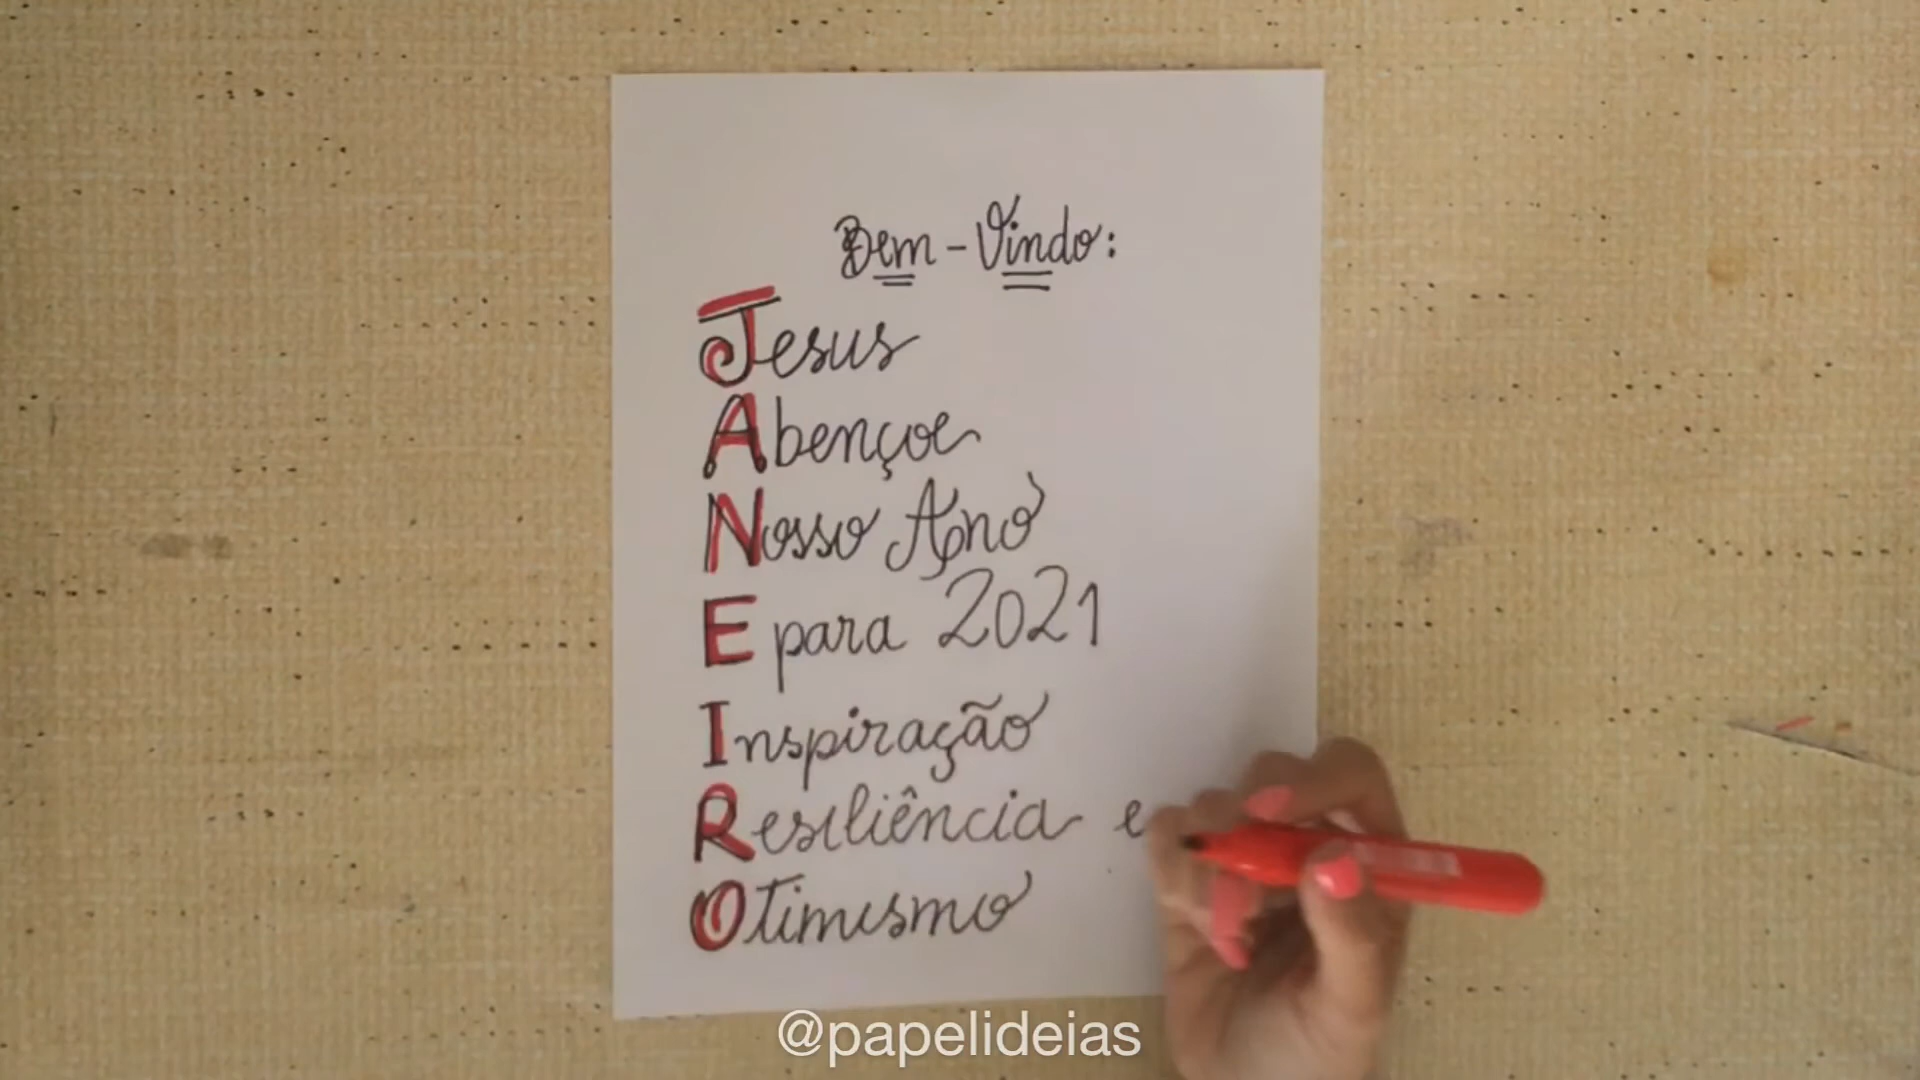 Bem-Vindo:
Jesus
Abençoe
Nosso Ano
E para 2021
Inspiração
Resiliência e
Otimismo
@papelideias